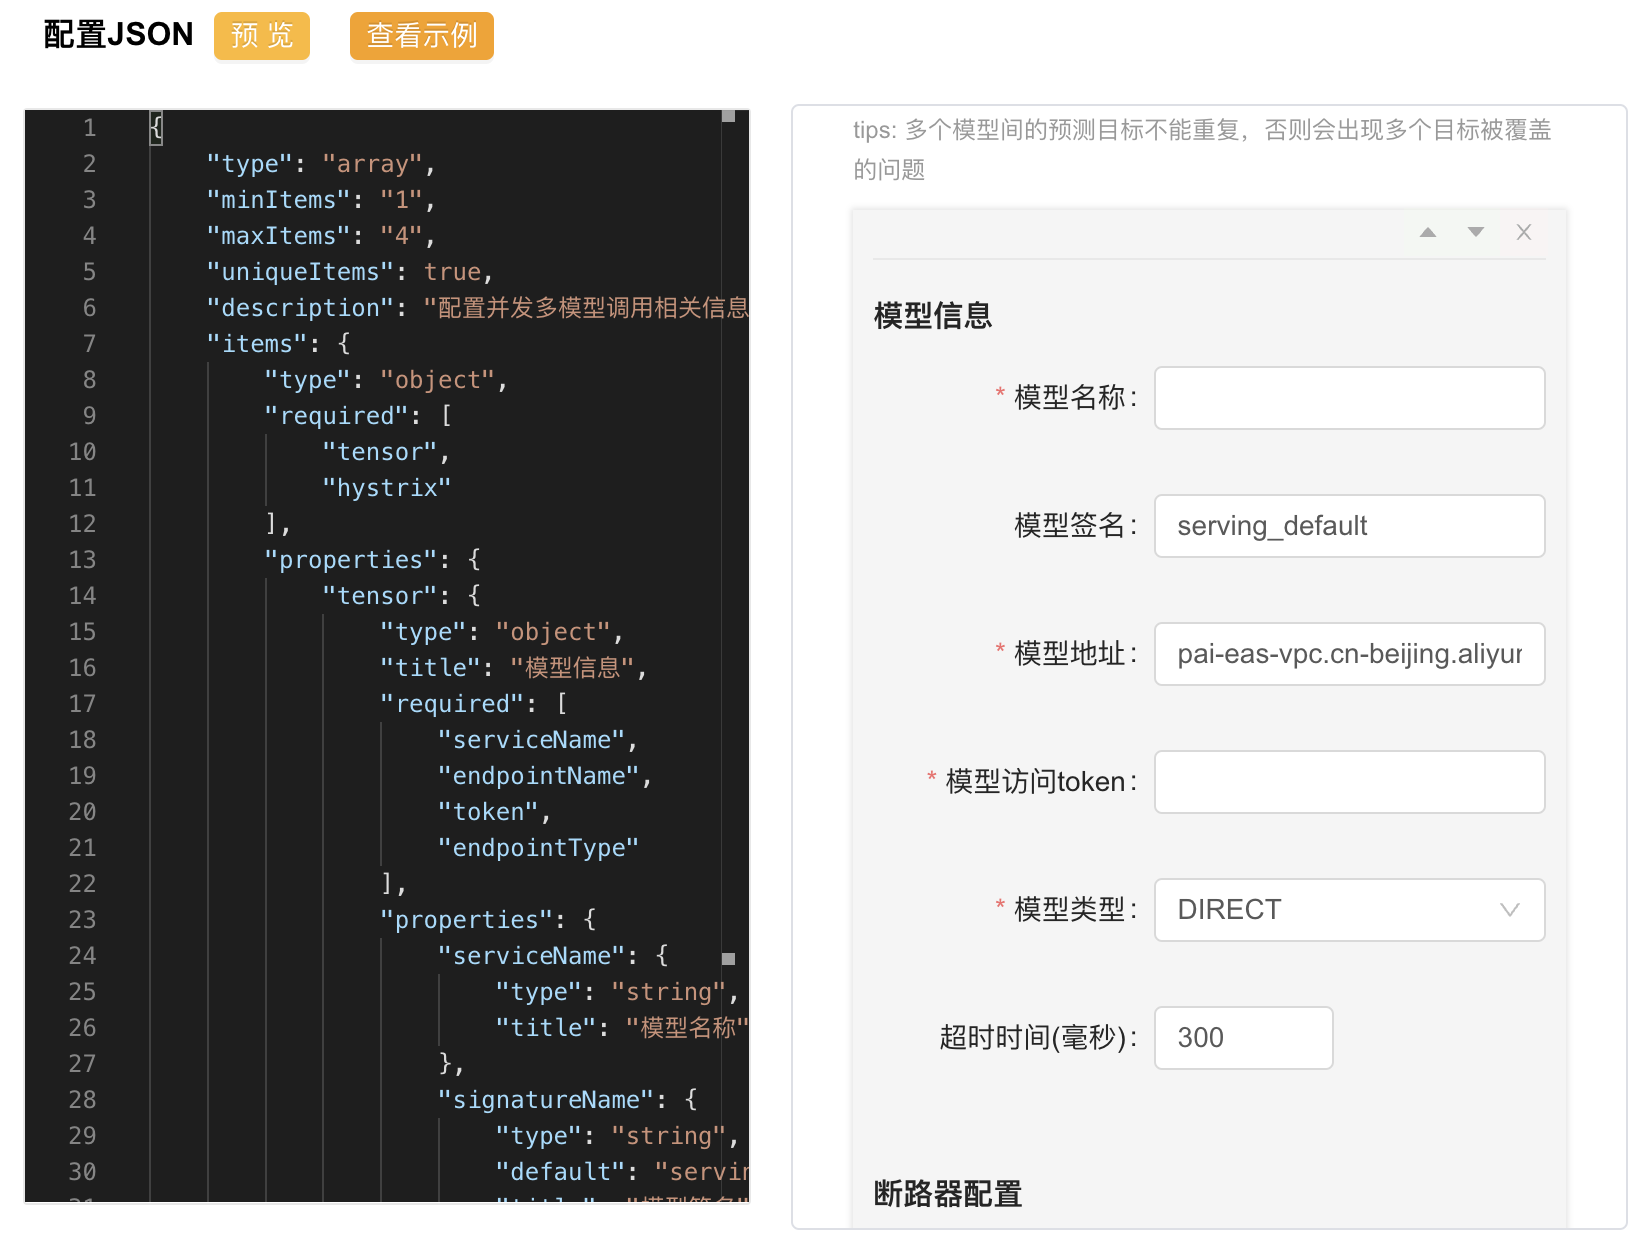 配置JSON
预 览
查看示例
1 {
2 "type": "array",
3 "minItems": "1",
4 "maxItems": "4",
5 "uniqueItems": true,
6 "description": "配置并发多模型调用相关信息
7 "items": {
8 "type": "object",
9 "required": [
10 "tensor",
11 "hystrix"
12 ],
13 "properties": {
14 "tensor": {
15 "type": "object",
16 "title": "模型信息",
17 "required": [
18 "serviceName",
19 "endpointName",
20 "token",
21 "endpointType"
22 ],
23 "properties": {
24 "serviceName": {
25 "type": "string",
26 "title": "模型名称"
27 },
28 "signatureName": {
29 "type": "string",
30 "default": "servin
tips: 多个模型间的预测目标不能重复，否则会出现多个目标被覆盖
的问题
模型信息
* 模型名称:
模型签名: serving_default
* 模型地址: pai-eas-vpc.cn-beijing.aliyur
* 模型访问token:
* 模型类型: DIRECT
超时时间(毫秒): 300
断路器配置